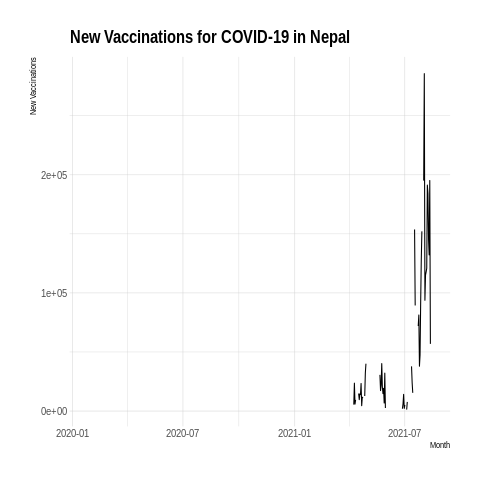 New Vaccinations for COVID-19 in Nepal
New Vaccinations
2e+05
1e+05
0e+00
2020-01 2020-07 2021-01 2021-07
Month